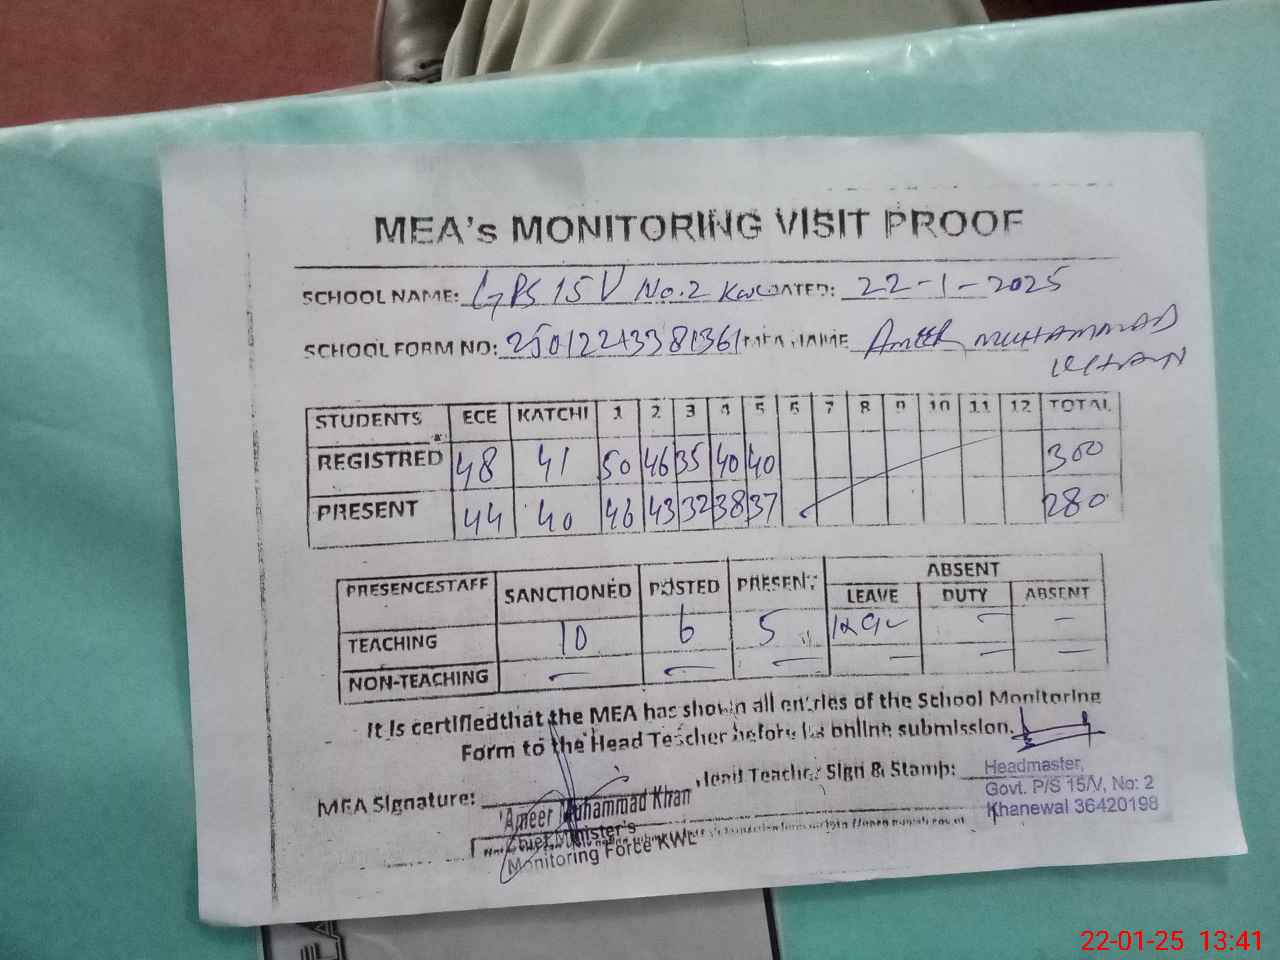 MEA's MONITORING VISIT PROOF
SCHOOL NAME: GPS 15 V No.2 Kwl DATED: 22-1-2025
SCHOOL FORM NO: MEA NAME Ameer MUHAMMAD
KHAN
STUDENTS ECE KATCHI 1 2 3 4 5 6 7 8 9 10 11 12 TOTAL
REGISTRED 48 41 50 46 35 40 40 300
PRESENT 44 40 46 43 32 38 37 280
PRESENCESTAFF SANCTIONED POSTED PRESENT ABSENT
LEAVE DUTY ABSENT
TEACHING 10 6 5 — —
NON-TEACHING — — — — — —
It is certifiedthat the MEA has shown all entries of the School Monitoring
Form to the Head Teacher before its online submission.
MEA Signature: Head Teacher Sign & Stamp:
Ameer Muhammad Khan
Chief Minister's
Monitoring Force KWL
Headmaster,
Govt. P/S 15/V, No: 2
Khanewal 36420198
22-01-25 13:41